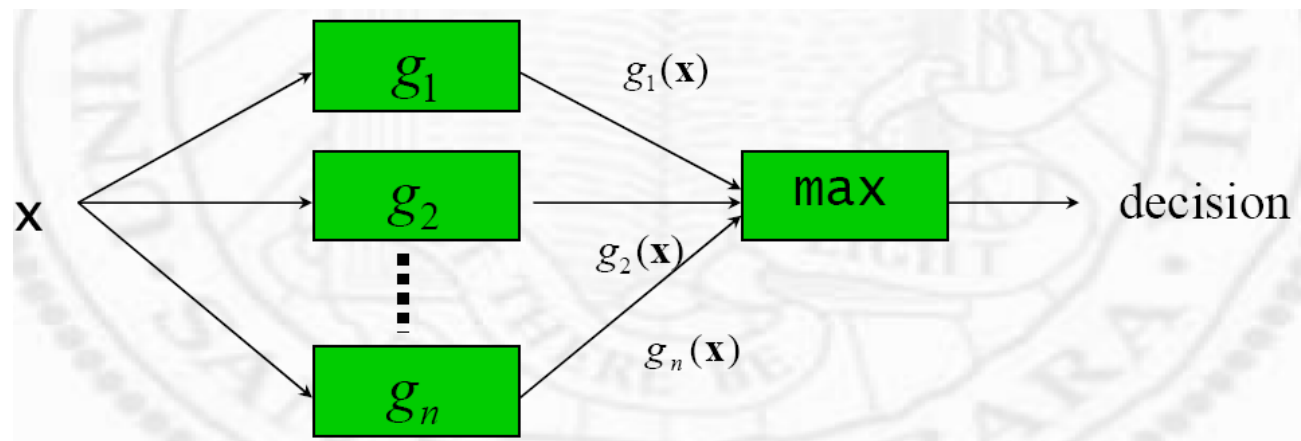 g₁
g₁(x)
x
g₂
max
decision
g₂(x)
gₙ(x)
gₙ